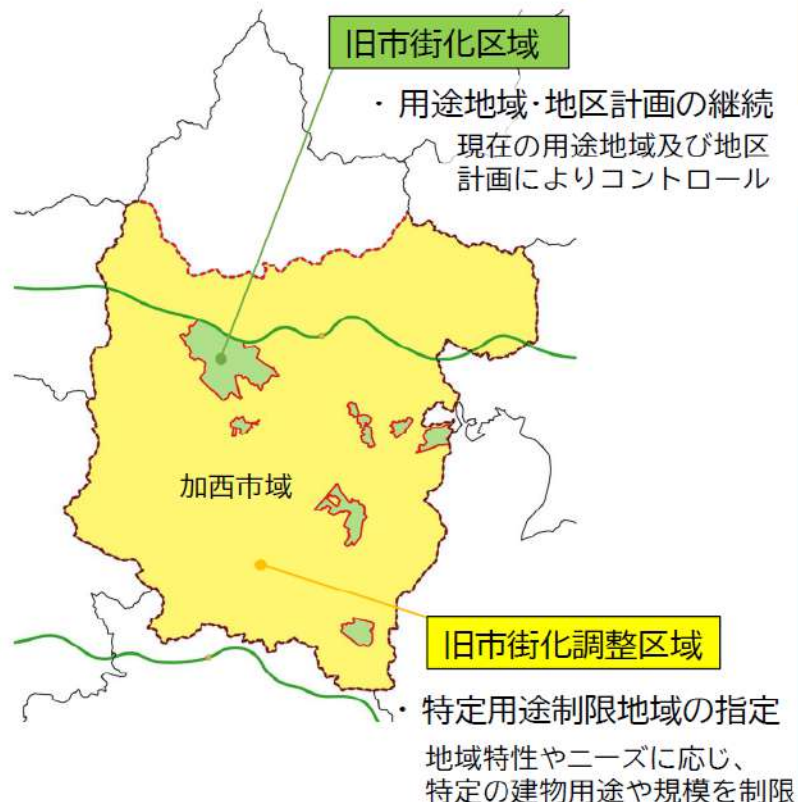 旧市街化区域
・用途地域・地区計画の継続
現在の用途地域及び地区
計画によりコントロール
加西市域
旧市街化調整区域
・特定用途制限地域の指定
地域特性やニーズに応じ、
特定の建物用途や規模を制限